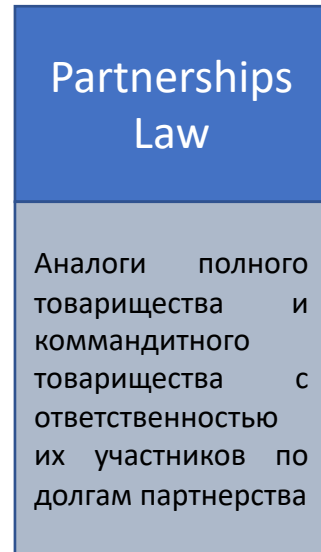 Partnerships
Law
Аналоги полного
товарищества и
коммандитного
товарищества с
ответственностью
их участников по
долгам партнерства